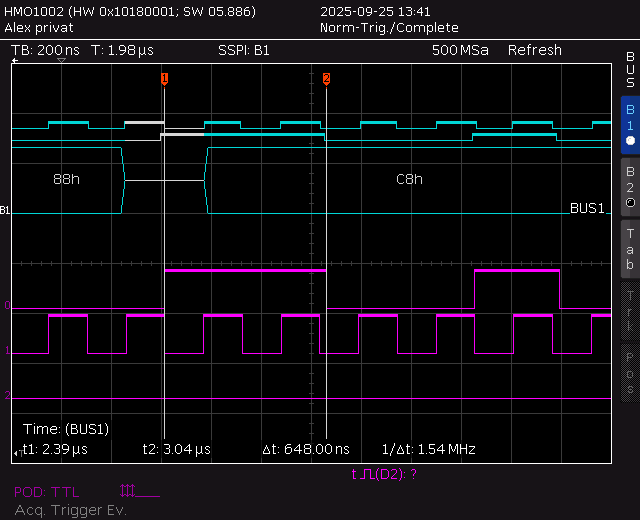 HMO1002 (HW 0x10180001; SW 05.886)
2025-09-25 13:41
Alex privat
Norm-Trig./Complete
TB: 200 ns T: 1.98 µs SSPI: B1 500 MSa Refresh
BUS
B1
B2
Tab
Trl
Pos
1 2
88h C8h
B1
BUS1
0
1
2
Time: (BUS1)
t1: 2.39 µs t2: 3.04 µs Δt: 648.00 ns 1/Δt: 1.54 MHz
t (D2): ?
POD: TTL
Acq. Trigger Ev.